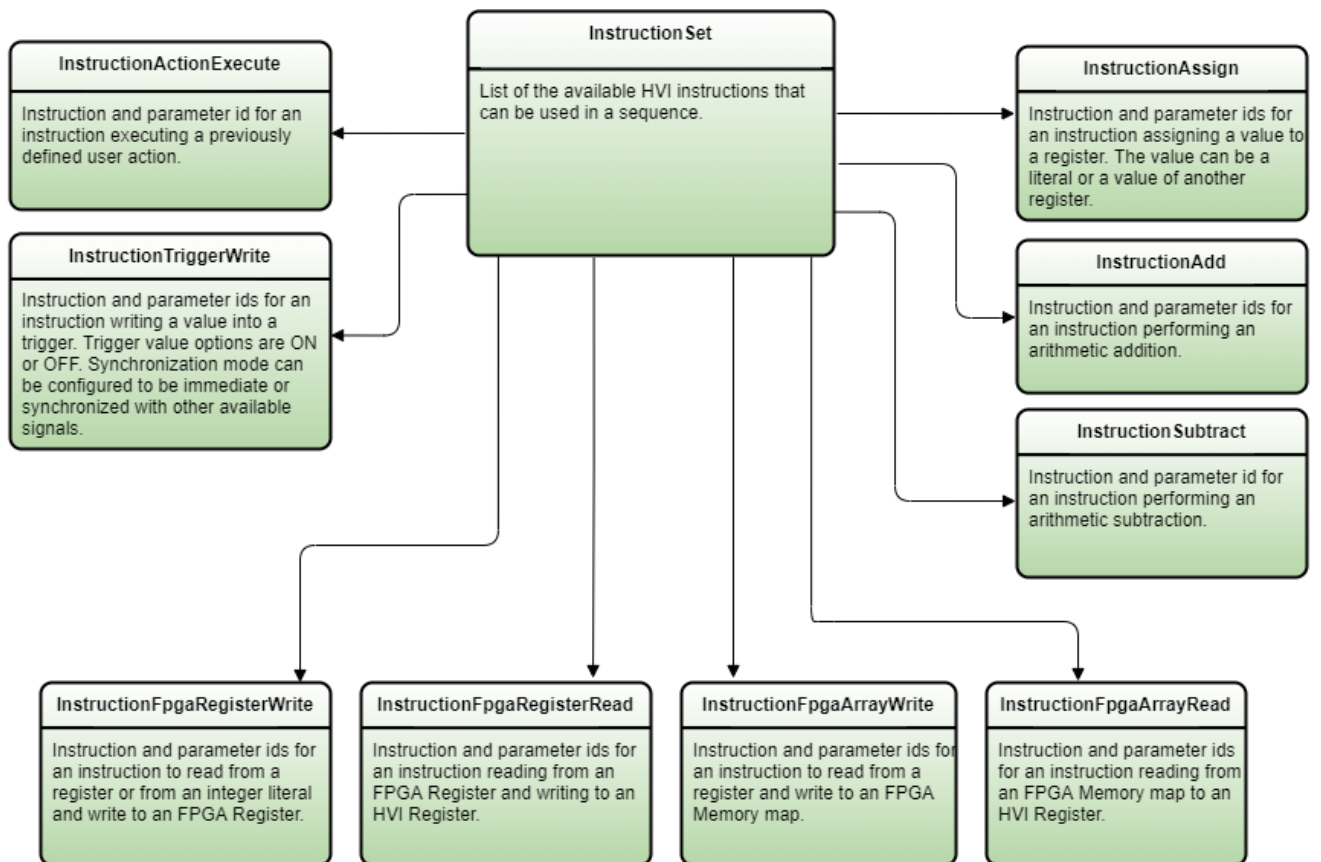 InstructionSet
List of the available HVI instructions that
can be used in a sequence.
InstructionActionExecute
Instruction and parameter id for an
instruction executing a previously
defined user action.
InstructionTriggerWrite
Instruction and parameter ids for an
instruction writing a value into a
trigger. Trigger value options are ON
or OFF. Synchronization mode can
be configured to be immediate or
synchronized with other available
signals.
InstructionAssign
Instruction and parameter ids for
an instruction assigning a value to
a register. The value can be a
literal or a value of another
register.
InstructionAdd
Instruction and parameter ids for
an instruction performing an
arithmetic addition.
InstructionSubtract
Instruction and parameter id for
an instruction performing an
arithmetic subtraction.
InstructionFpgaRegisterWrite
Instruction and parameter ids for
an instruction to read from a
register or from an integer literal
and write to an FPGA Register.
InstructionFpgaRegisterRead
Instruction and parameter ids for
an instruction reading from an
FPGA Register and writing to an
HVI Register.
InstructionFpgaArrayWrite
Instruction and parameter ids for
an instruction to read from a
register and write to an FPGA
Memory map.
InstructionFpgaArrayRead
Instruction and parameter ids
for an instruction reading from
an FPGA Memory map to an
HVI Register.